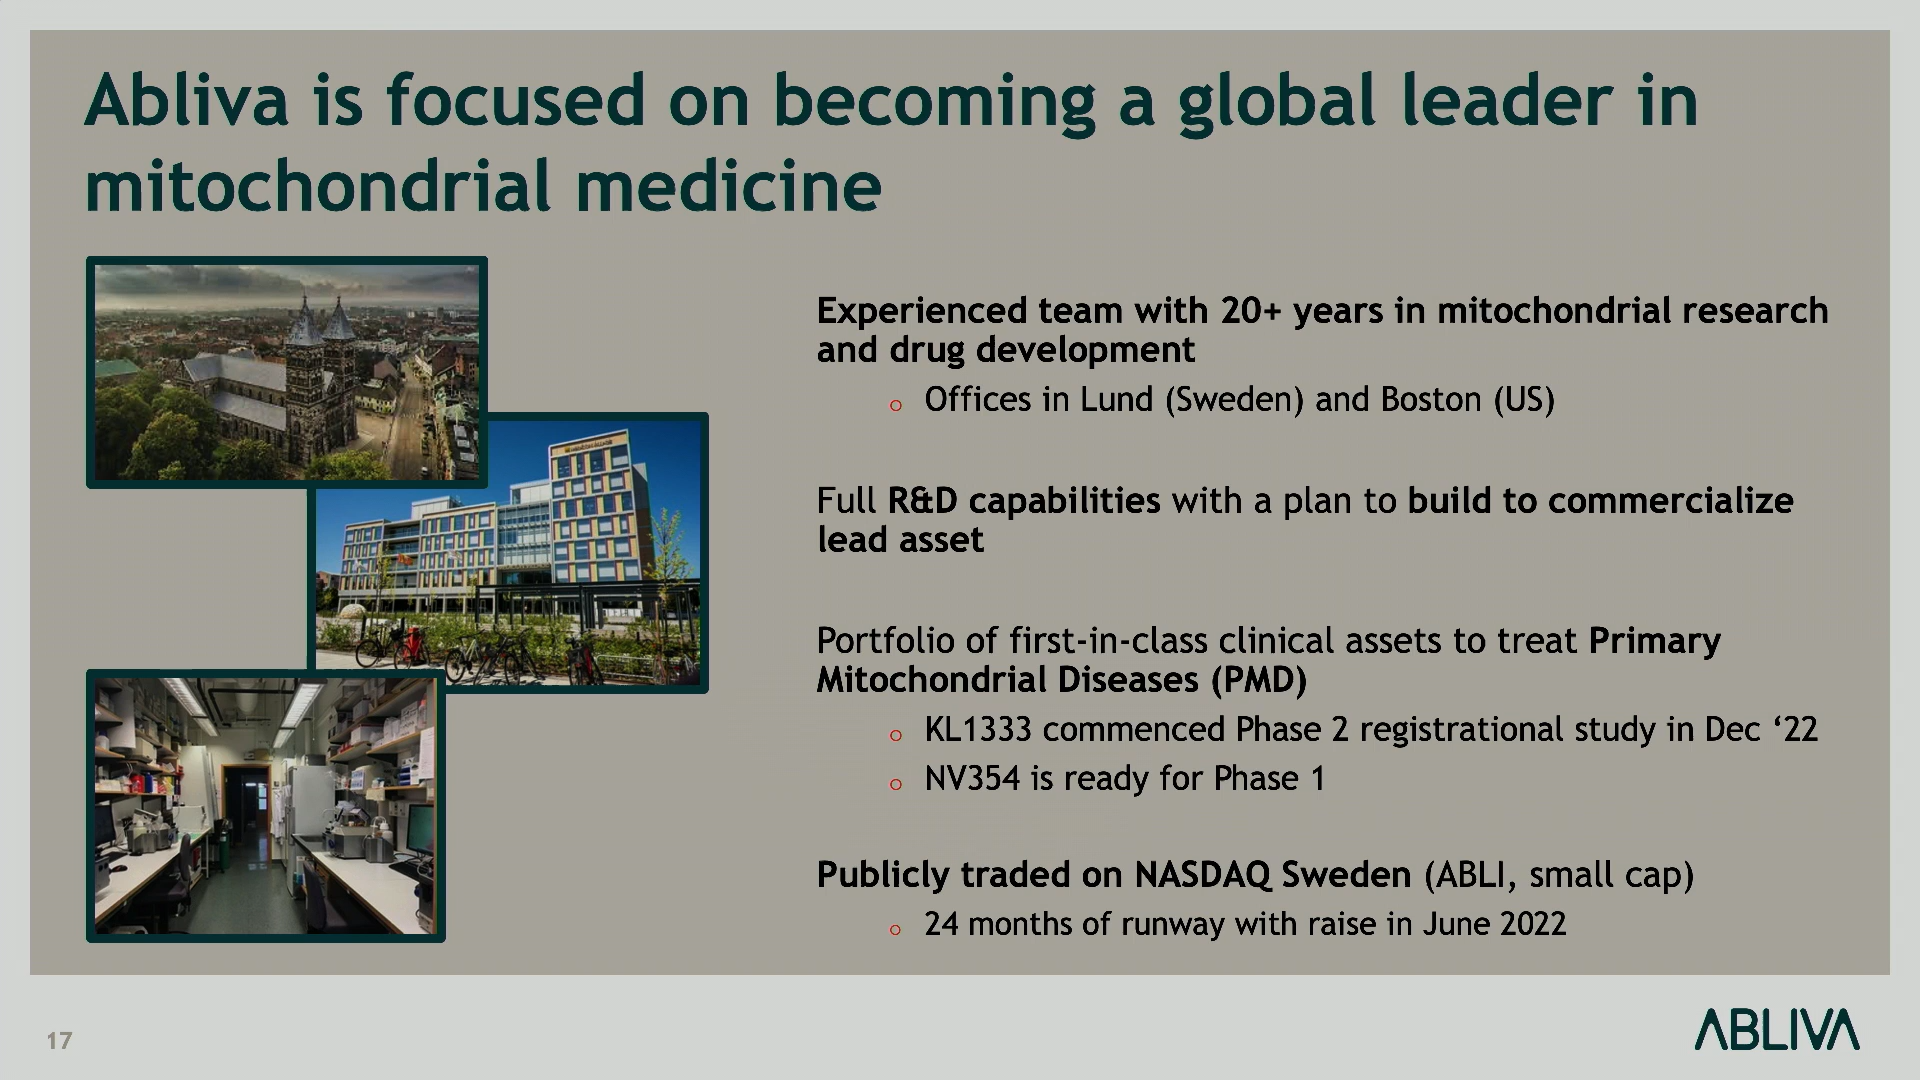 Abliva is focused on becoming a global leader in
mitochondrial medicine
Experienced team with 20+ years in mitochondrial research
and drug development
○ Offices in Lund (Sweden) and Boston (US)
Full R&D capabilities with a plan to build to commercialize
lead asset
Portfolio of first-in-class clinical assets to treat Primary
Mitochondrial Diseases (PMD)
○ KL1333 commenced Phase 2 registrational study in Dec ‘22
○ NV354 is ready for Phase 1
Publicly traded on NASDAQ Sweden (ABLI, small cap)
○ 24 months of runway with raise in June 2022
17
ABLIVA